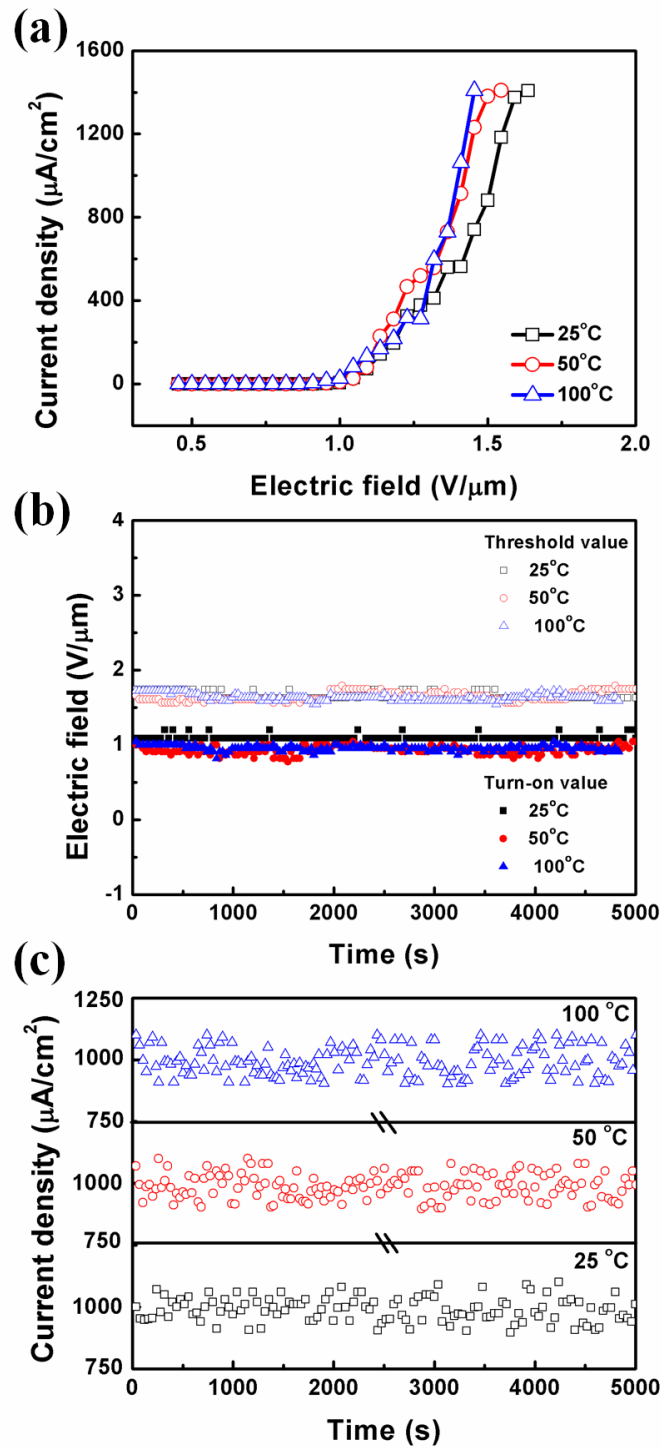 (a)
1600
1200
800
400
0
Current density (μA/cm²)
25°C
50°C
100°C
0.5 1.0 1.5 2.0
Electric field (V/μm)
(b)
4
3
2
1
0
-1
Electric field (V/μm)
Threshold value
25°C
50°C
100°C
Turn-on value
25°C
50°C
100°C
0 1000 2000 3000 4000 5000
Time (s)
(c)
1250
1000
750
1000
750
1000
750
Current density (μA/cm²)
100 °C
50 °C
25 °C
0 1000 2000 3000 4000 5000
Time (s)